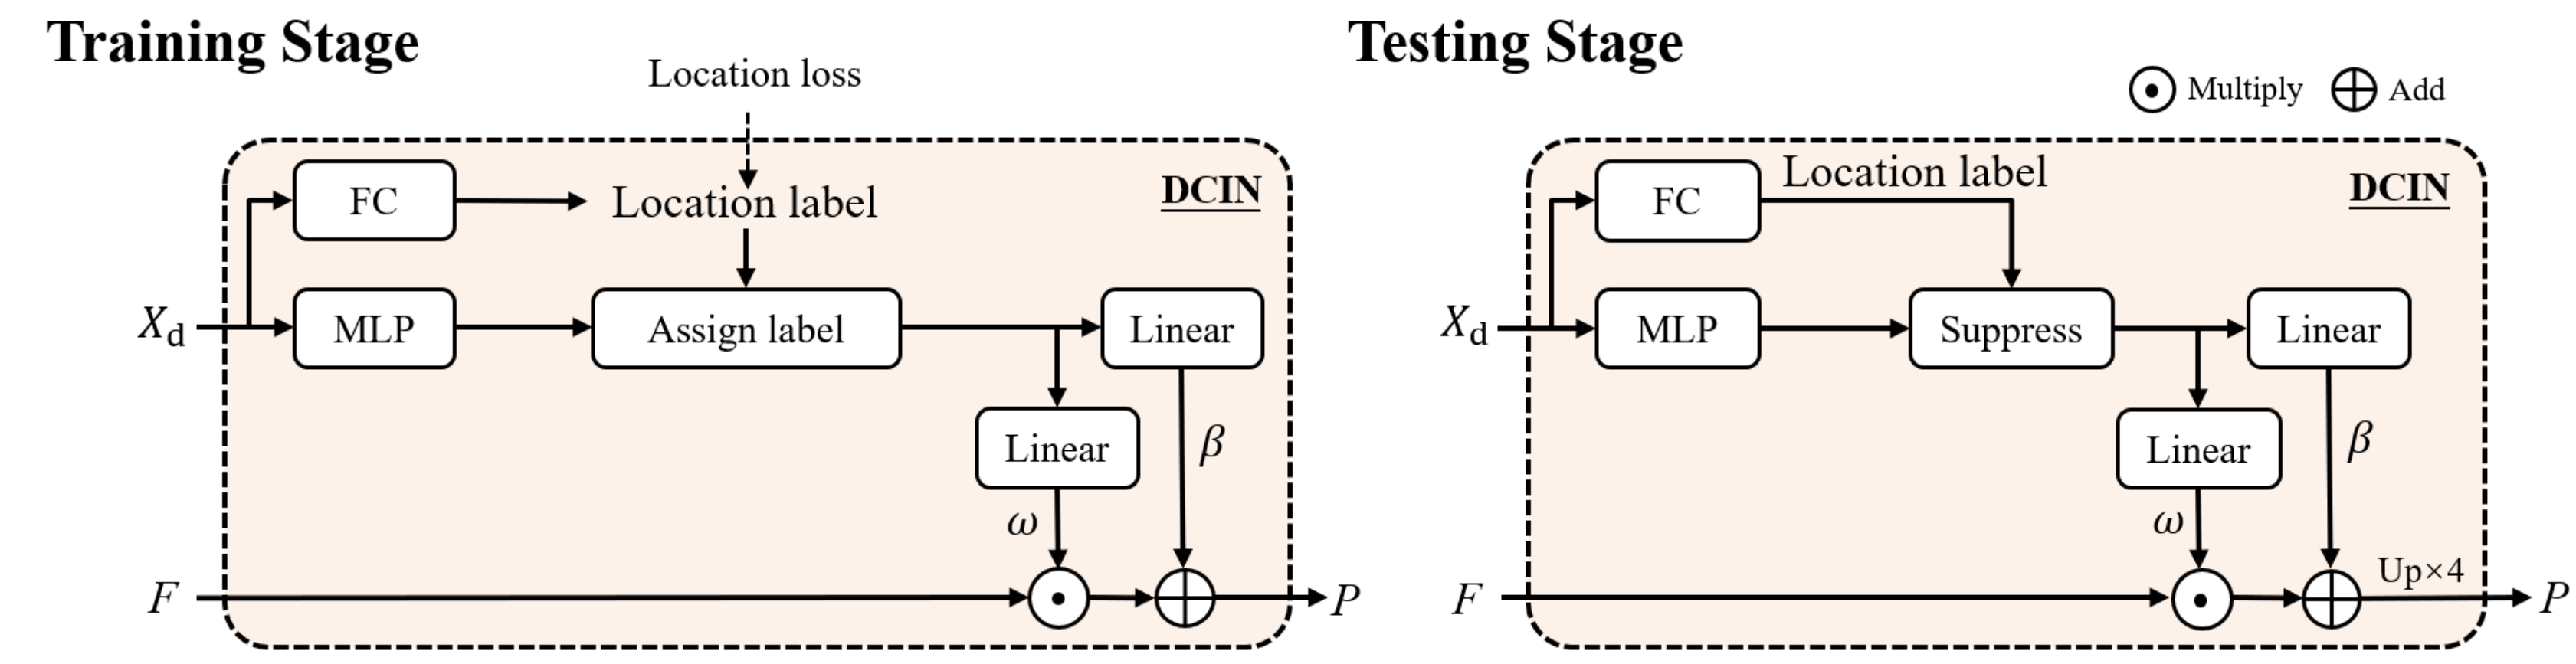 Training Stage
Location loss
DCIN
FC
Location label
X_d
MLP
Assign label
Linear
Linear
β
ω
F
P
Testing Stage
Multiply
Add
FC
Location label
DCIN
X_d
MLP
Suppress
Linear
Linear
β
ω
Up×4
F
P